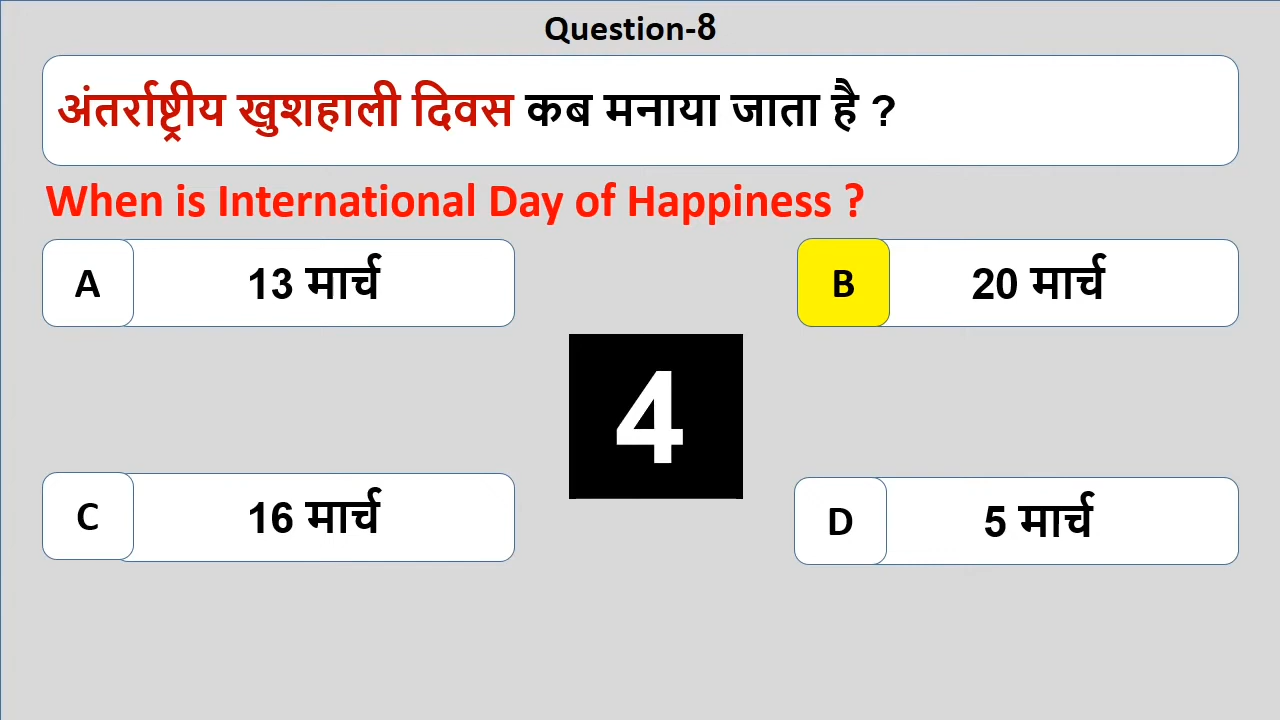 Question-8
अंतर्राष्ट्रीय खुशहाली दिवस कब मनाया जाता है ?
When is International Day of Happiness ?
A 13 मार्च
B 20 मार्च
4
C 16 मार्च
D 5 मार्च